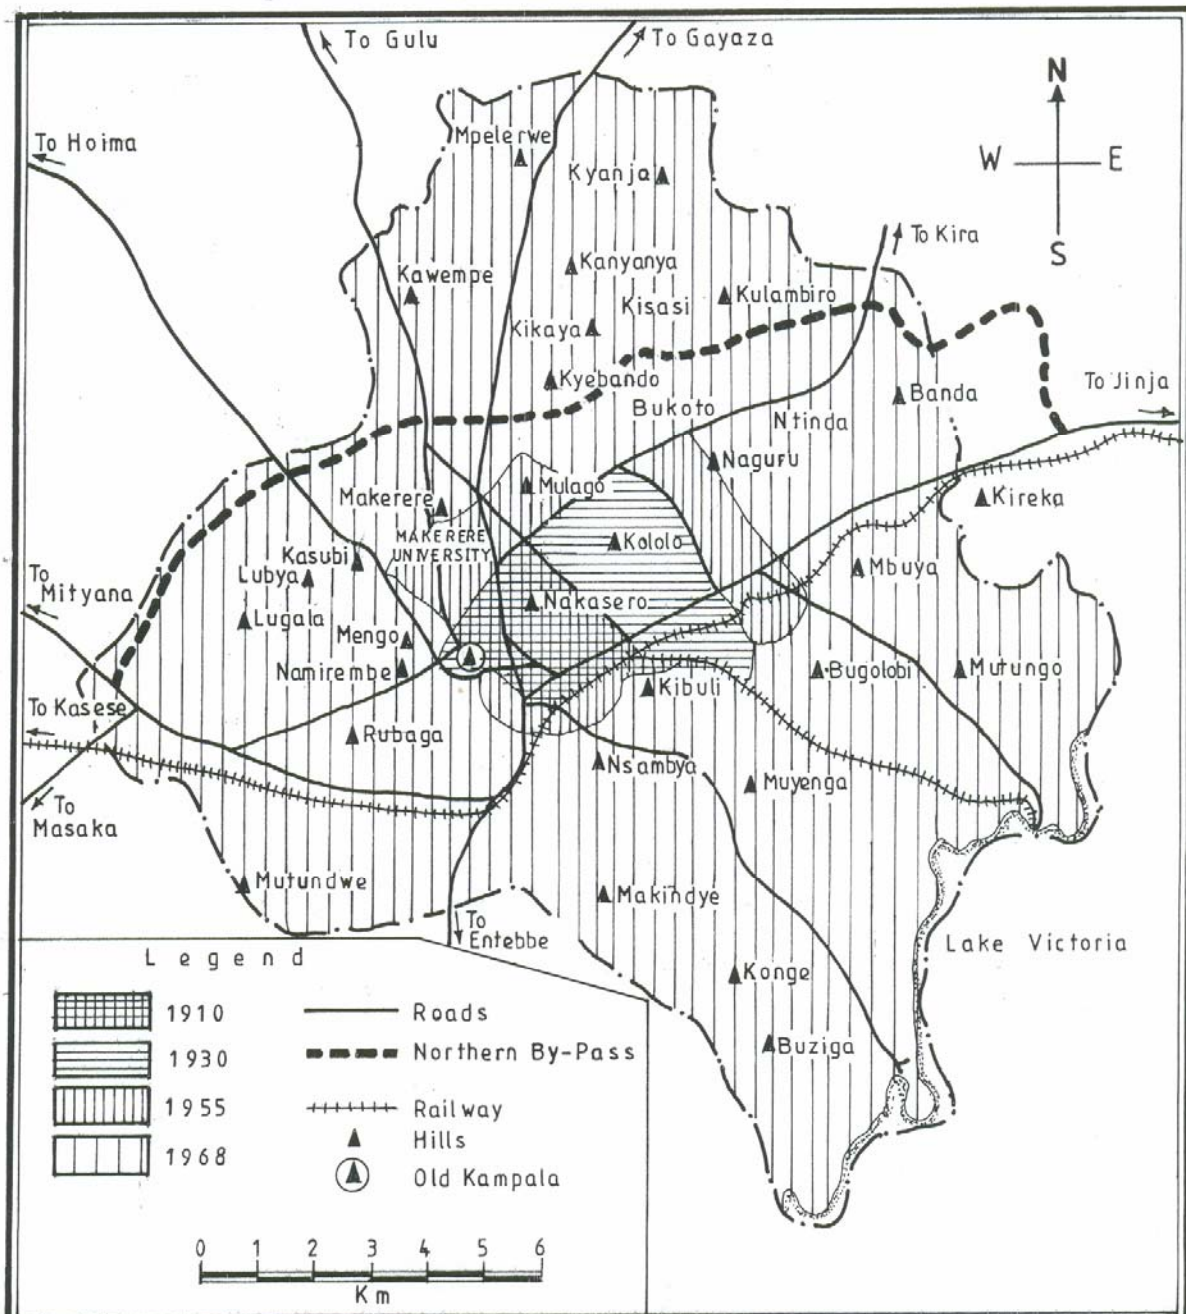 To Gulu
To Gayaza
N
W
E
S
To Hoima
Mpelerwe
Kyanja
To Kira
Kanyanya
Kawempe
Kisasi
Kulambiro
Kikaya
Kyebando
To Jinja
Banda
Bukoto
Ntinda
Naguru
Mulago
Kireka
Makerere
MAKERERE
UNIVERSITY
Kololo
Kasubi
Lubya
Mbuya
To
Mityana
Lugala
Nakasero
Mengo
Namirembe
Kibuli
Bugolobi
Mutungo
To Kasese
Rubaga
Nsambya
Muyenga
To
Masaka
Mutundwe
Makindye
To
Entebbe
Lake Victoria
Konge
Buziga
Legend
1910
Roads
1930
Northern By-Pass
1955
Railway
Hills
1968
Old Kampala
0 1 2 3 4 5 6
Km